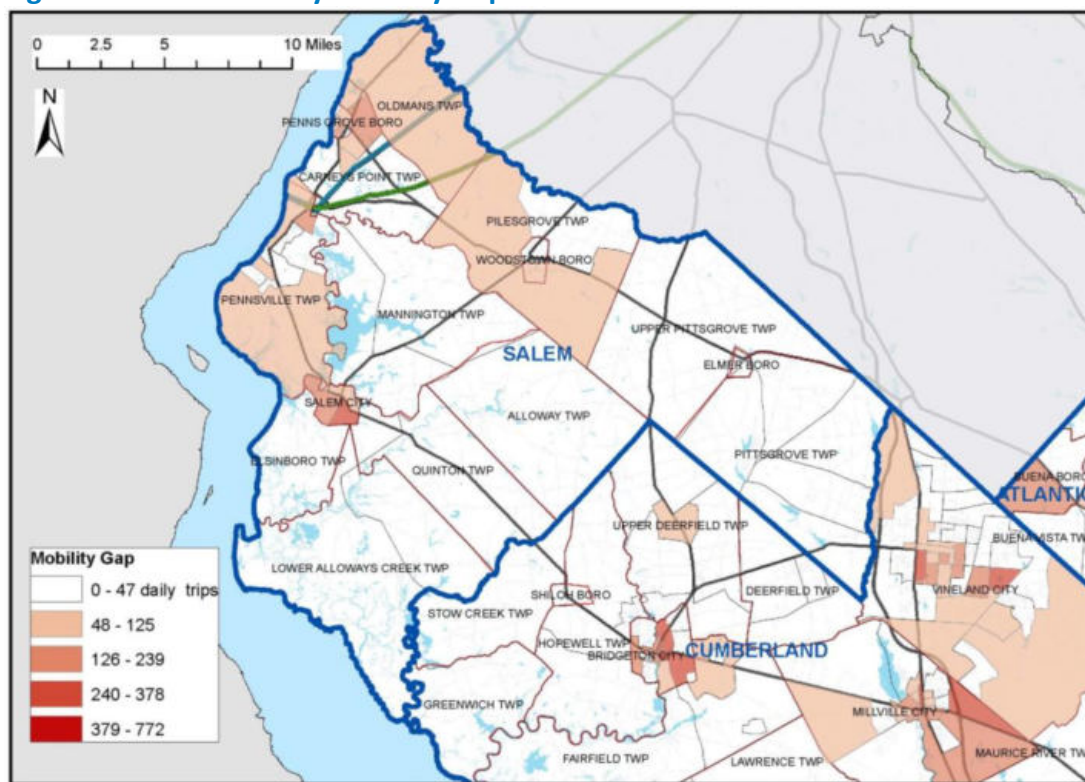 0 2.5 5 10 Miles
N
OLDMANS TWP
PENNS GROVE BORO
CARNEYS POINT TWP
PILESGROVE TWP
WOODSTOWN BORO
PENNSVILLE TWP
MANNINGTON TWP
UPPER PITTSGROVE TWP
SALEM
ELMER BORO
SALEM CITY
ALLOWAY TWP
ELSINBORO TWP
QUINTON TWP
PITTSGROVE TWP
BUENA BORO
ATLANTIC
UPPER DEERFIELD TWP
BUENA VISTA TW
LOWER ALLOWAYS CREEK TWP
SHILOH BORO
DEERFIELD TWP
VINELAND CITY
STOW CREEK TWP
HOPEWELL TWP
BRIDGETON CITY
CUMBERLAND
GREENWICH TWP
MILLVILLE CITY
FAIRFIELD TWP
LAWRENCE TWP
MAURICE RIVER TW
Mobility Gap
0 - 47 daily trips
48 - 125
126 - 239
240 - 378
379 - 772